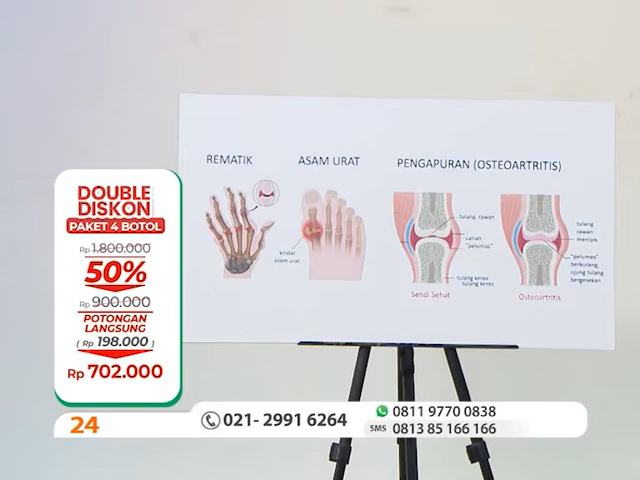 REMATIK
ASAM URAT
PENGAPURAN (OSTEOARTRITIS)
kristal
asam urat
tulang rawan
cairan
"pelumas"
tulang keras
tulang keras
Sendi Sehat
tulang
rawan
menipis
"pelumas"
berkurang,
ujung tulang
bergesekan
Osteoartritis
DOUBLE
DISKON
PAKET 4 BOTOL
Rp 1.800.000
50%
Rp 900.000
POTONGAN
LANGSUNG
( Rp 198.000 )
Rp 702.000
24
021- 2991 6264
0811 9770 0838
SMS 0813 85 166 166